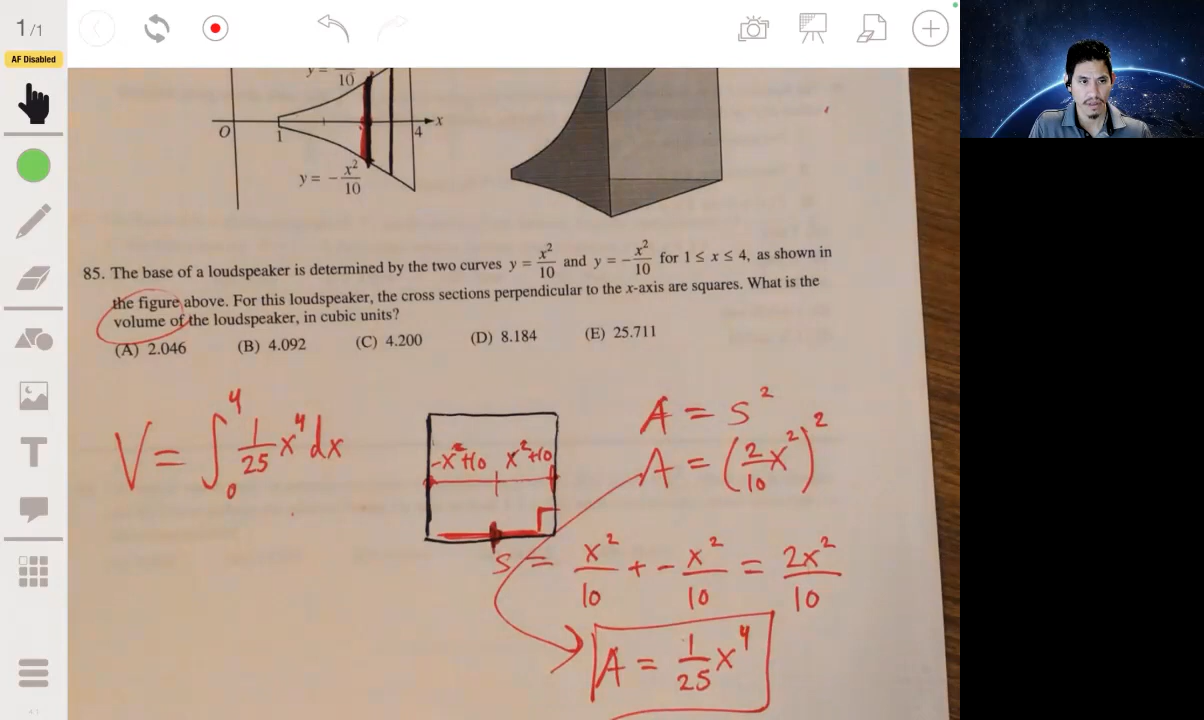 1/1
AF Disabled
y =
10
O
1
4
x
y = - x²/10
85. The base of a loudspeaker is determined by the two curves y = x²/10 and y = - x²/10 for 1 ≤ x ≤ 4, as shown in
the figure above. For this loudspeaker, the cross sections perpendicular to the x-axis are squares. What is the
volume of the loudspeaker, in cubic units?
(A) 2.046 (B) 4.092 (C) 4.200 (D) 8.184 (E) 25.711
V = ∫₀⁴ 1/25 x⁴ dx
-x²+10 x²+10
A = s²
A = (2/10 x²)²
s = x²/10 + - x²/10 = 2x²/10
A = 1/25 x⁴
T